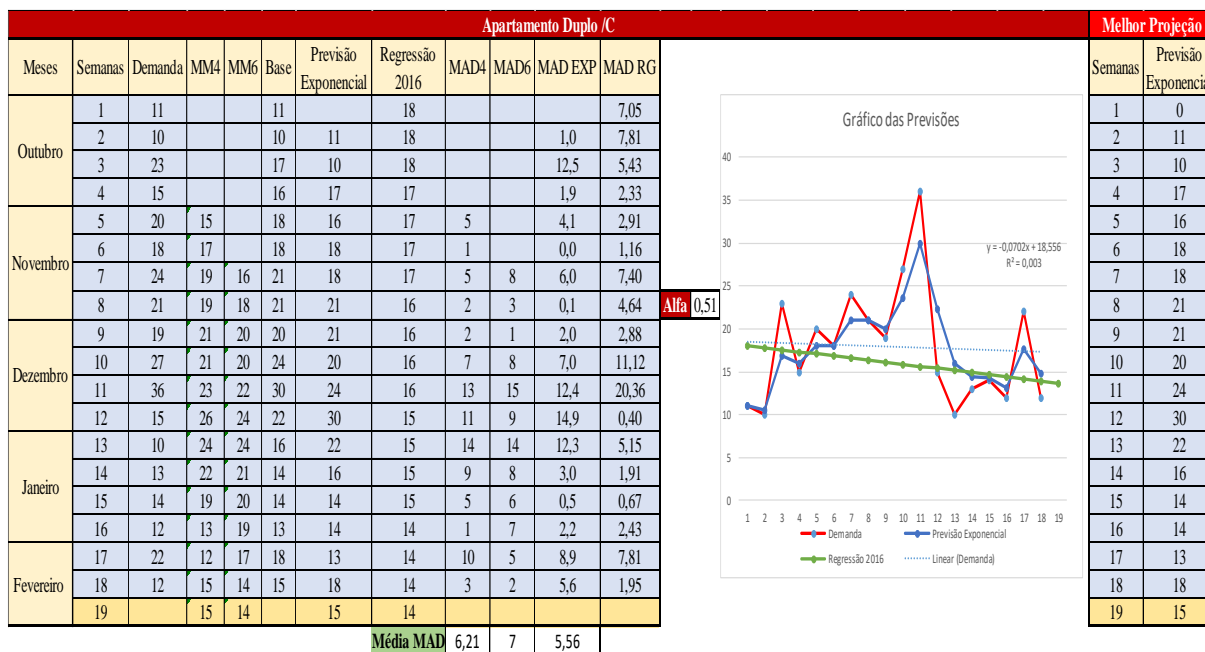 Apartamento Duplo /C Melhor Projeção
Meses Semanas Demanda MM4 MM6 Base Previsão Exponencial Regressão 2016 MAD4 MAD6 MAD EXP MAD RG Semanas Previsão
Outubro 1 11 11 18 7,05 1 0
2 10 10 11 18 1,0 7,81 2 11
3 23 17 10 18 12,5 5,43 3 10
4 15 16 17 17 1,9 2,33 4 17
Novembro 5 20 15 18 16 17 5 4,1 2,91 5 16
6 18 17 18 18 17 1 0,0 1,16 6 18
7 24 19 16 21 18 17 5 8 6,0 7,40 7 18
8 21 19 18 21 21 16 2 3 0,1 4,64 Alfa 0,51 8 21
Dezembro 9 19 21 20 20 21 16 2 1 2,0 2,88 9 21
10 27 21 20 24 20 16 7 8 7,0 11,12 10 20
11 36 23 22 30 24 16 13 15 12,4 20,36 11 24
12 15 26 24 22 30 15 11 9 14,9 0,40 12 30
Janeiro 13 10 24 24 16 22 15 14 14 12,3 5,15 13 22
14 13 22 21 14 16 15 9 8 3,0 1,91 14 16
15 14 19 20 14 14 15 5 6 0,5 0,67 15 14
16 12 13 19 13 14 14 1 7 2,2 2,43 16 14
Fevereiro 17 22 12 17 18 13 14 10 5 8,9 7,81 17 13
18 12 15 14 15 18 14 3 2 5,6 1,95 18 18
19 15 14 15 14 19 15
Média MAD 6,21 7 5,56
Gráfico das Previsões
40
35
30
25
20
15
10
5
0
y = -0,0702x + 18,556
R² = 0,003
1 2 3 4 5 6 7 8 9 10 11 12 13 14 15 16 17 18 19
Demanda Previsão Exponencial
Regressão 2016 Linear (Demanda)